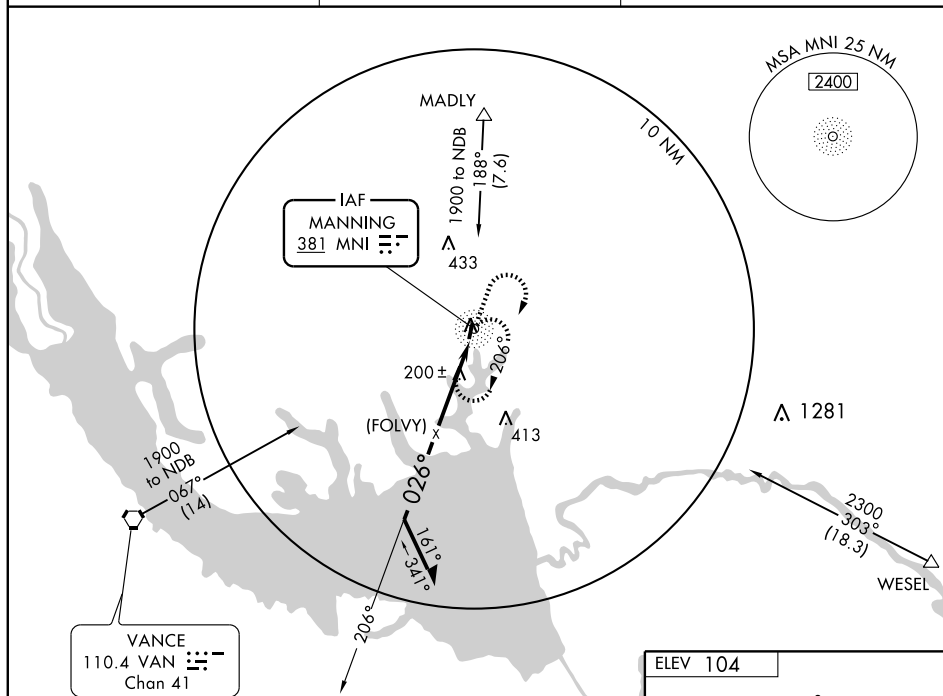 MSA MNI 25 NM
2400
MADLY
10 NM
1900 to NDB
188°
(7.6)
IAF
MANNING
381 MNI
433
206°
200 ±
(FOLVY)
X
413
1281
1900
to NDB
067°
(14)
026°
161°
341°
2300
303°
(18.3)
WESEL
206°
VANCE
110.4 VAN
Chan 41
ELEV 104